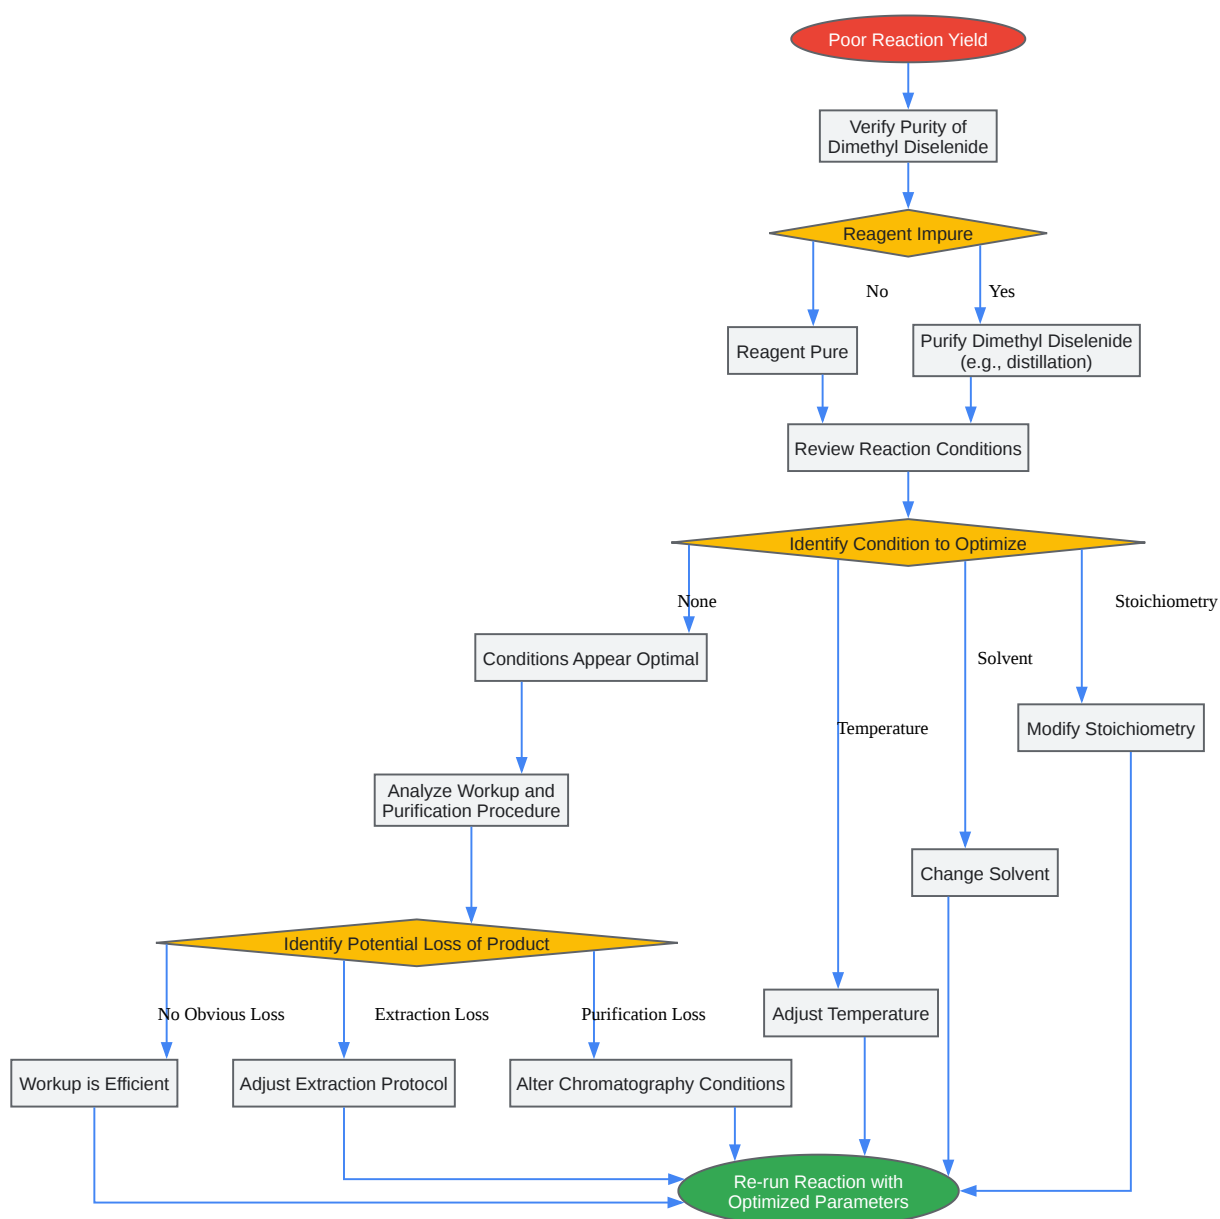 Poor Reaction Yield
Verify Purity of
Dimethyl Diselenide
Reagent Impure
No
Yes
Reagent Pure
Purify Dimethyl Diselenide
(e.g., distillation)
Review Reaction Conditions
Identify Condition to Optimize
None
Stoichiometry
Conditions Appear Optimal
Solvent
Temperature
Modify Stoichiometry
Analyze Workup and
Purification Procedure
Change Solvent
Identify Potential Loss of Product
No Obvious Loss
Extraction Loss
Purification Loss
Adjust Temperature
Workup is Efficient
Adjust Extraction Protocol
Alter Chromatography Conditions
Re-run Reaction with
Optimized Parameters